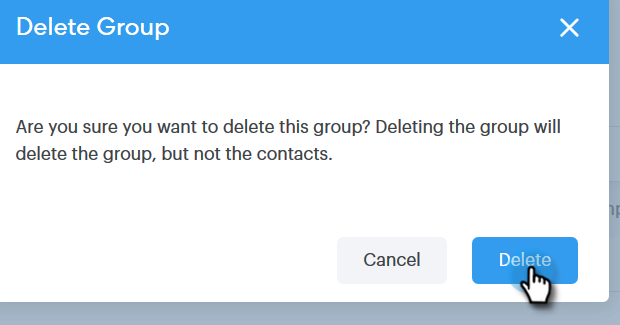 Delete Group
Are you sure you want to delete this group? Deleting the group will
delete the group, but not the contacts.
Cancel
Delete